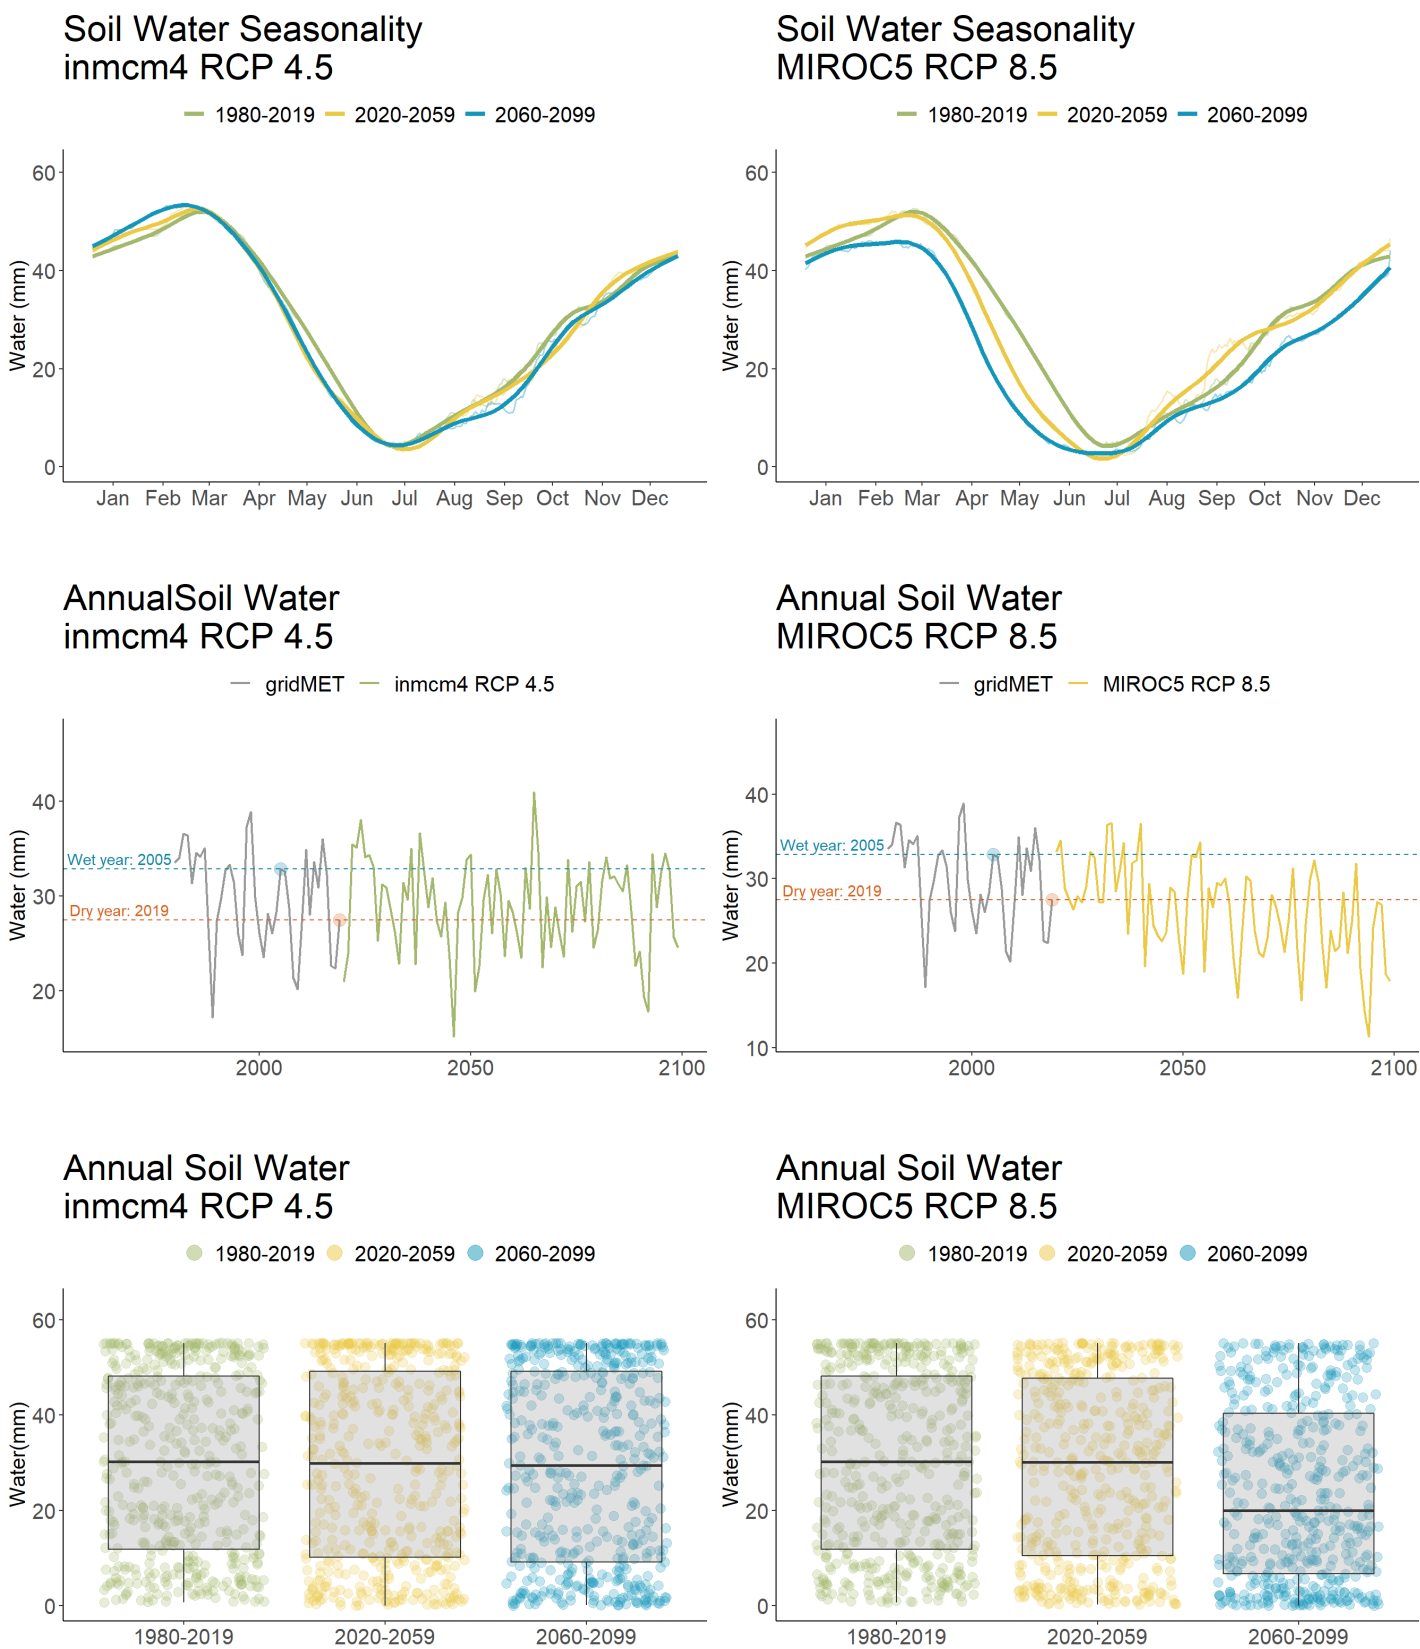 Soil Water Seasonality
inmcm4 RCP 4.5
1980-2019 2020-2059 2060-2099
Water (mm)
60
40
20
0
Jan Feb Mar Apr May Jun Jul Aug Sep Oct Nov Dec
Soil Water Seasonality
MIROC5 RCP 8.5
1980-2019 2020-2059 2060-2099
Water (mm)
60
40
20
0
Jan Feb Mar Apr May Jun Jul Aug Sep Oct Nov Dec
AnnualSoil Water
inmcm4 RCP 4.5
gridMET inmcm4 RCP 4.5
Water (mm)
40
30
20
Wet year: 2005
Dry year: 2019
2000 2050 2100
Annual Soil Water
MIROC5 RCP 8.5
gridMET MIROC5 RCP 8.5
Water (mm)
40
30
20
10
Wet year: 2005
Dry year: 2019
2000 2050 2100
Annual Soil Water
inmcm4 RCP 4.5
1980-2019 2020-2059 2060-2099
Water(mm)
60
40
20
0
1980-2019 2020-2059 2060-2099
Annual Soil Water
MIROC5 RCP 8.5
1980-2019 2020-2059 2060-2099
Water(mm)
60
40
20
0
1980-2019 2020-2059 2060-2099